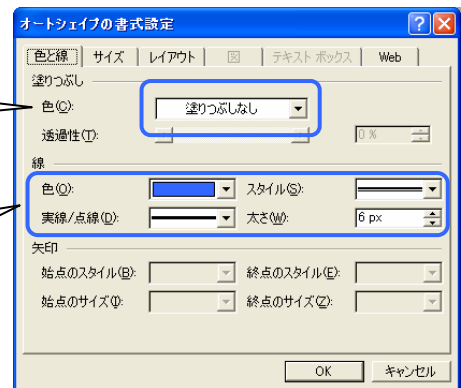 オートシェイプの書式設定
色と線 サイズ レイアウト 図 テキスト ボックス Web
塗りつぶし
色(C): 塗りつぶしなし
透過性(T): 0 %
線
色(O): スタイル(S):
実線/点線(D): 太さ(W): 6 px
矢印
始点のスタイル(B): 終点のスタイル(E):
始点のサイズ(I): 終点のサイズ(Z):
OK キャンセル